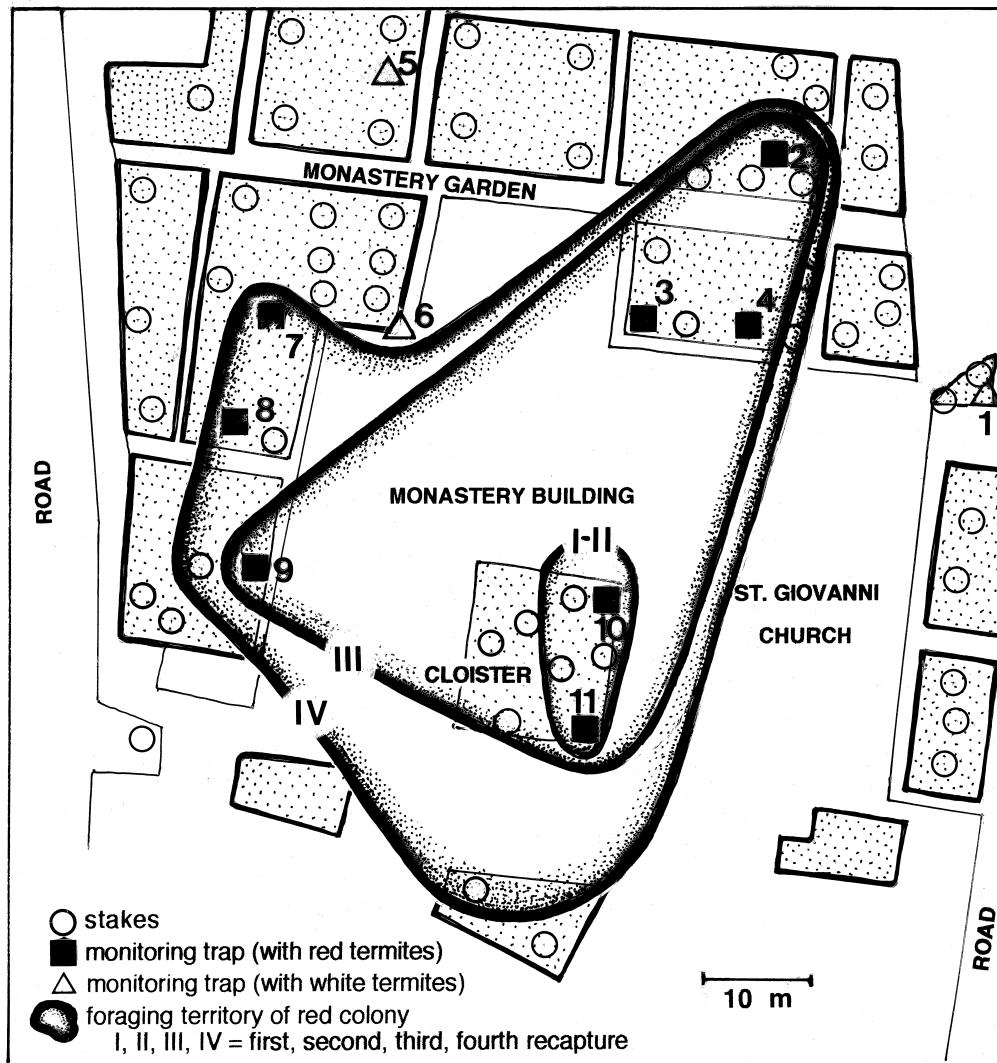 5
MONASTERY GARDEN
2
3
4
6
7
8
1
ROAD
MONASTERY BUILDING
I-II
9
10
ST. GIOVANNI
CHURCH
III
CLOISTER
11
IV
stakes
monitoring trap (with red termites)
monitoring trap (with white termites)
foraging territory of red colony
I, II, III, IV = first, second, third, fourth recapture
10 m
ROAD